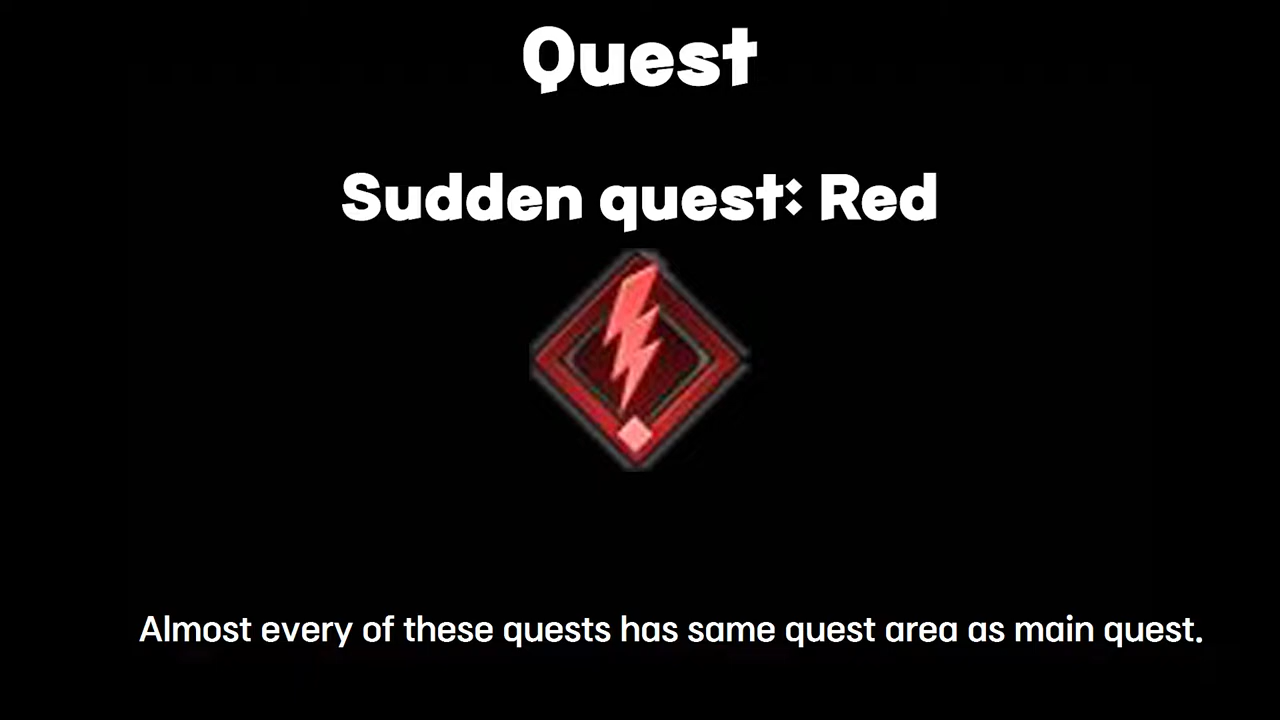 Quest
Sudden quest: Red
Almost every of these quests has same quest area as main quest.